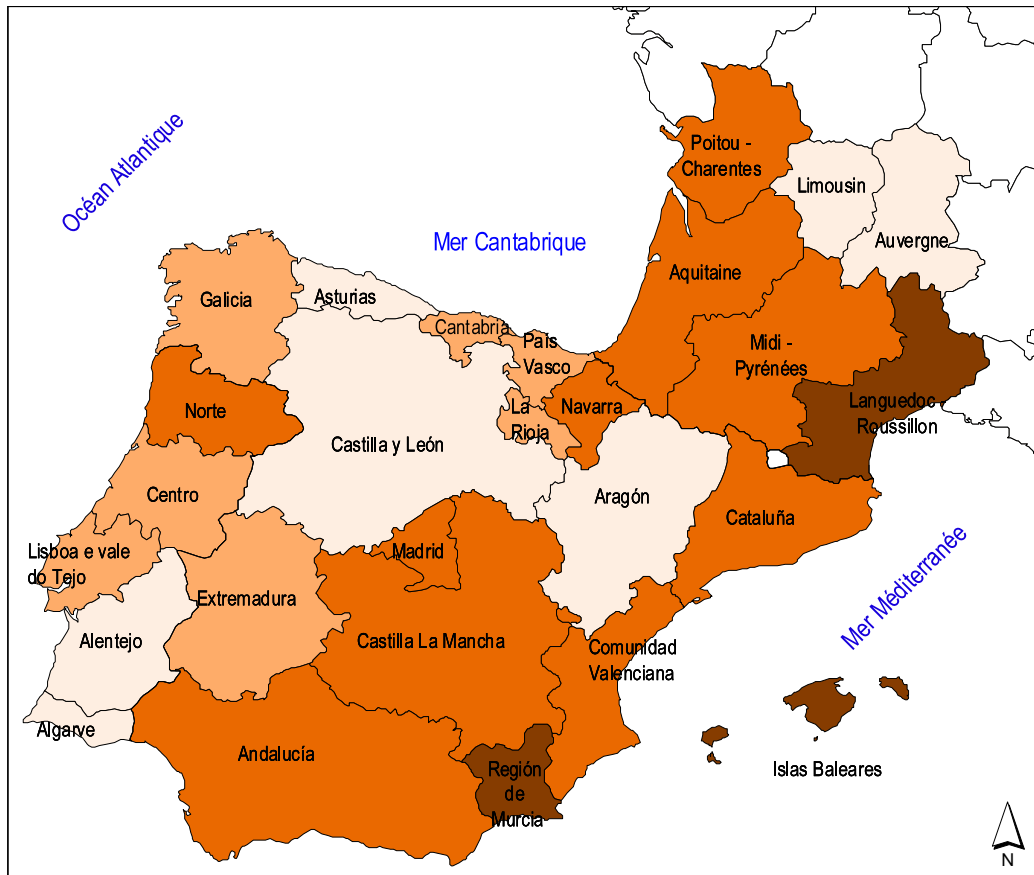 Océan Atlantique
Mer Cantabrique
Poitou -
Charentes
Limousin
Auvergne
Aquitaine
Galicia
Asturias
Cantabria
País
Vasco
Midi -
Pyrénées
Norte
La
Rioja
Navarra
Languedoc -
Roussillon
Castilla y León
Centro
Aragón
Cataluña
Lisboa e vale
do Tejo
Madrid
Extremadura
Mer Méditerranée
Alentejo
Castilla La Mancha
Comunidad
Valenciana
Algarve
Andalucía
Región
de
Murcia
Islas Baleares
N